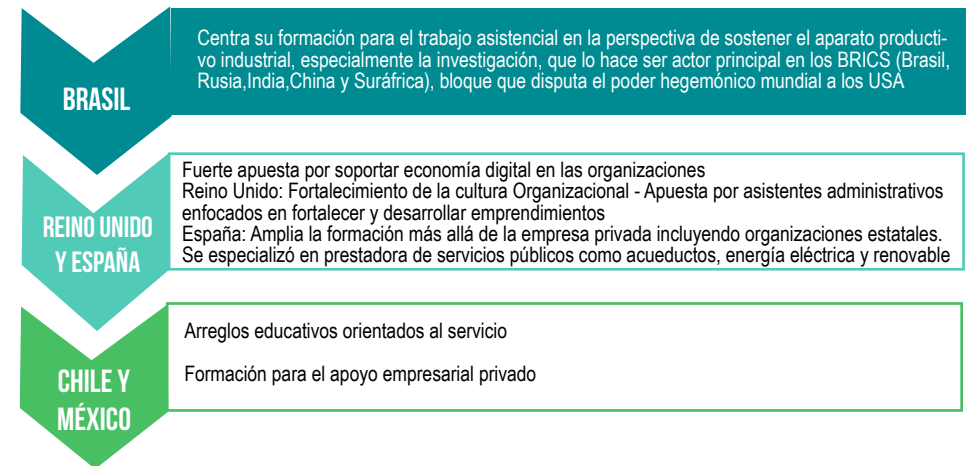 BRASIL
Centra su formación para el trabajo asistencial en la perspectiva de sostener el aparato producti-
vo industrial, especialmente la investigación, que lo hace ser actor principal en los BRICS (Brasil,
Rusia,India,China y Suráfrica), bloque que disputa el poder hegemónico mundial a los USA
REINO UNIDO
Y ESPAÑA
Fuerte apuesta por soportar economía digital en las organizaciones
Reino Unido: Fortalecimiento de la cultura Organizacional - Apuesta por asistentes administrativos
enfocados en fortalecer y desarrollar emprendimientos
España: Amplia la formación más allá de la empresa privada incluyendo organizaciones estatales.
Se especializó en prestadora de servicios públicos como acueductos, energía eléctrica y renovable
CHILE Y
MÉXICO
Arreglos educativos orientados al servicio
Formación para el apoyo empresarial privado